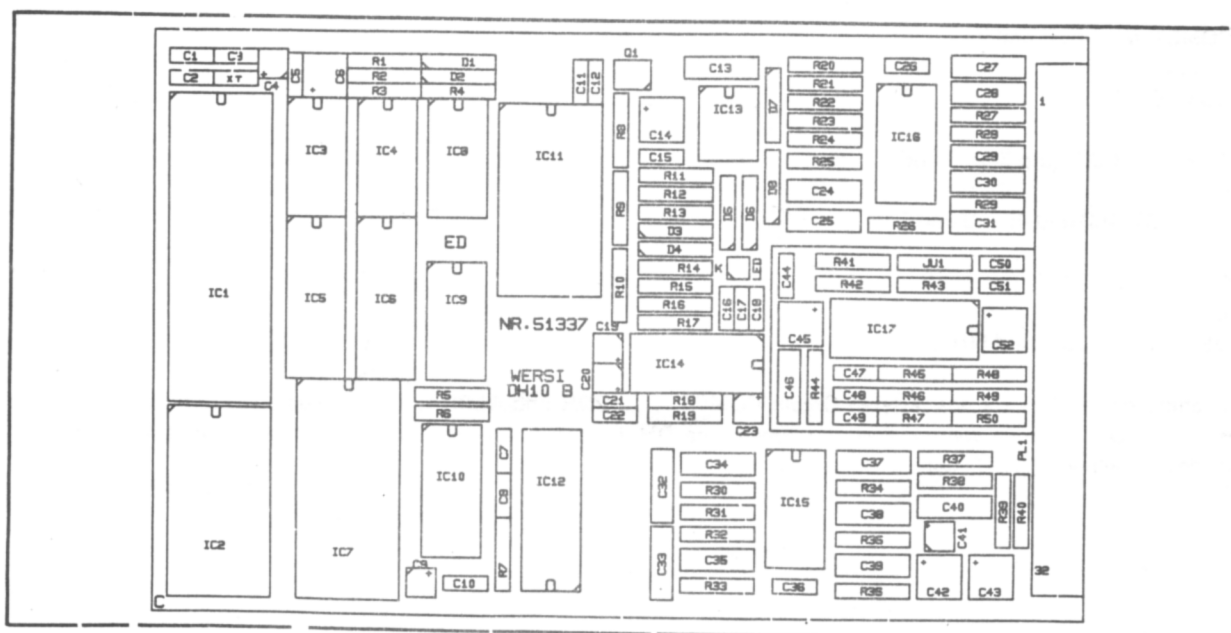 C1 C3
C2 XT
C4
C5
C6
R1 D1
R2 D2
R3 R4
C11
C12
Q1
C13
D7
R20
R21
R22
R23
R24
R25
C24
C25
C26
C27
C28
R27
R28
C29
C30
R29
C31
R26
1
IC3
IC4
IC8
IC11
R8
C14
C15
IC13
IC16
D8
R9
R11
R12
R13
D3
D4
R14
R15
R16
R17
R10
D5
D6
K
LED
C16
C17
C18
ED
IC1
IC5
IC6
IC9
NR.51337
WERSI
DH10 B
C19
C20
IC14
C21
C22
R18
R19
C23
C44
R41
R42
JU1
R43
C50
C51
C45
IC17
C52
C46
R44
C47 R45 R48
C48 R46 R49
C49 R47 R50
R5
R6
IC2
IC7
IC10
C7
C8
R7
IC12
C9
C10
C32
C33
C34
R30
R31
R32
C35
R33
IC15
C36
C37
R34
C38
R35
C39
R36
R37
R38
C40
C41
C42
C43
R39
R40
PL1
32
C